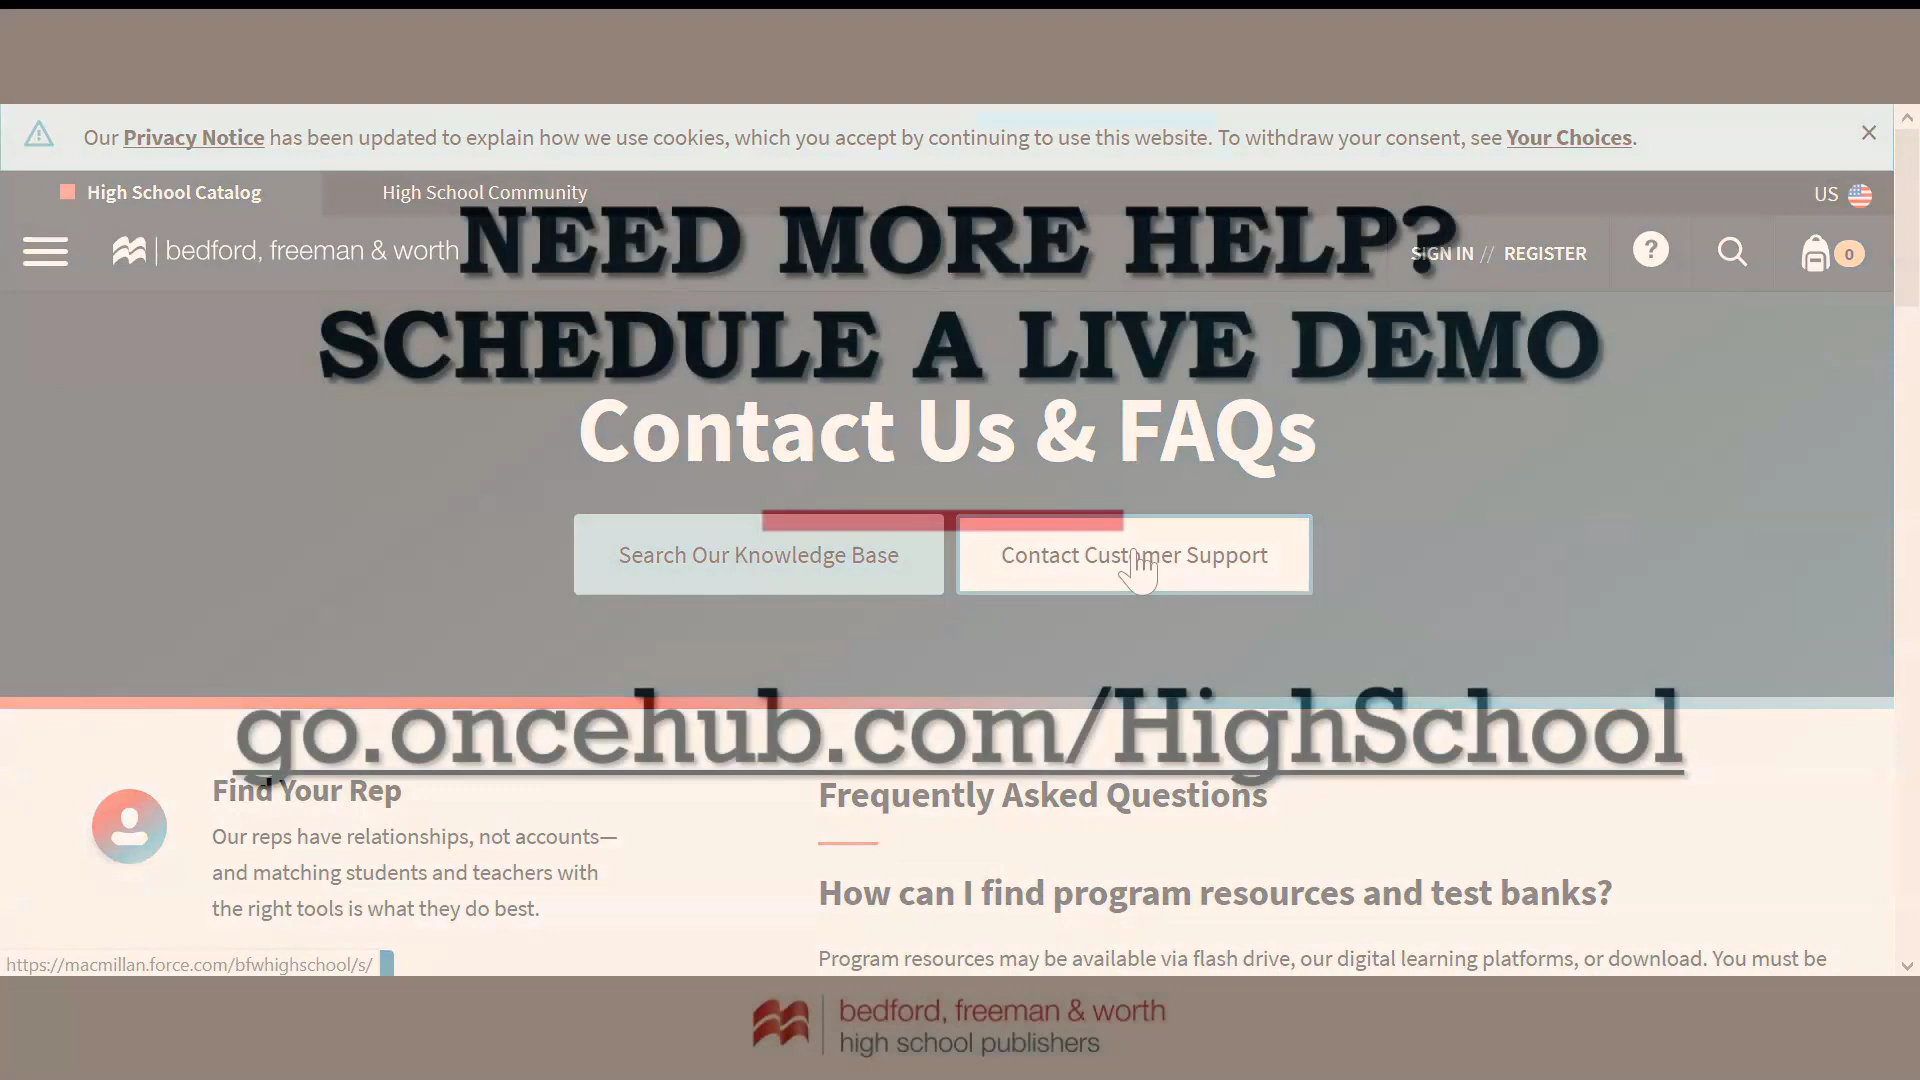 Our Privacy Notice has been updated to explain how we use cookies, which you accept by continuing to use this website. To withdraw your consent, see Your Choices.
High School Catalog
High School Community
US
bedford, freeman & worth
SIGN IN // REGISTER
?
0
NEED MORE HELP?
SCHEDULE A LIVE DEMO
Contact Us & FAQs
Search Our Knowledge Base
Contact Customer Support
go.oncehub.com/HighSchool
Find Your Rep
Our reps have relationships, not accounts—
and matching students and teachers with
the right tools is what they do best.
Frequently Asked Questions
How can I find program resources and test banks?
Program resources may be available via flash drive, our digital learning platforms, or download. You must be
https://macmillan.force.com/bfwhighschool/s/
bedford, freeman & worth
high school publishers